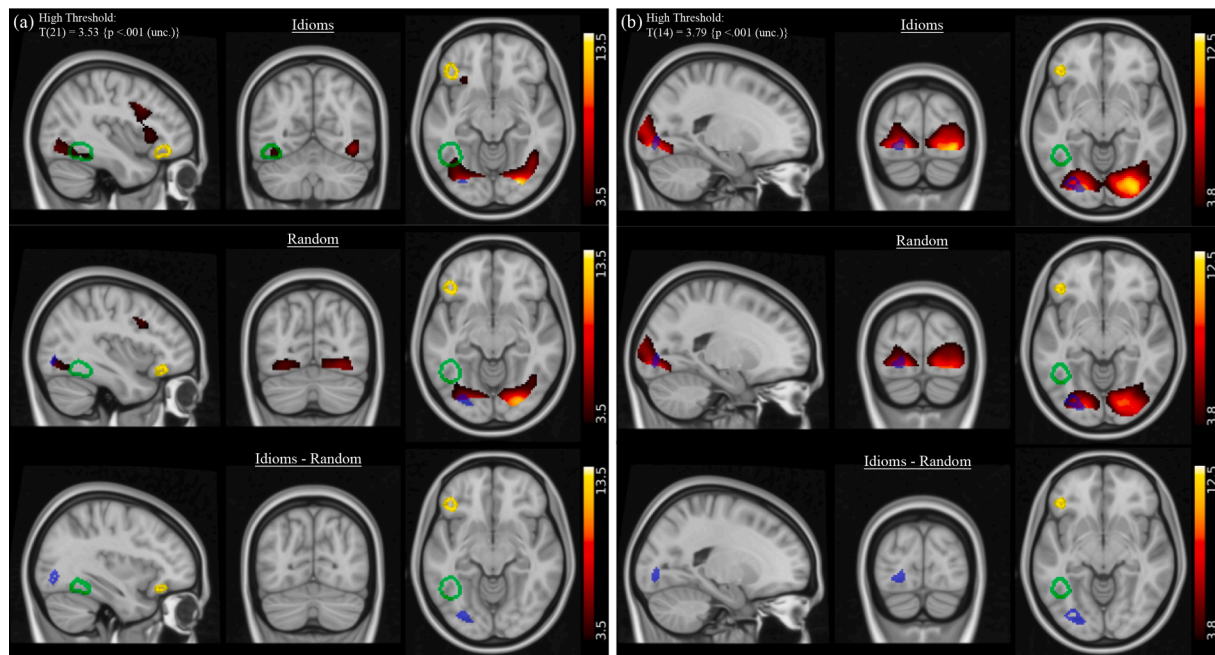 (a)
High Threshold:
T(21) = 3.53 {p <.001 (unc.)}
Idioms
13.5
3.5
Random
13.5
3.5
Idioms - Random
13.5
3.5
(b)
High Threshold:
T(14) = 3.79 {p <.001 (unc.)}
Idioms
12.5
3.8
Random
12.5
3.8
Idioms - Random
12.5
3.8